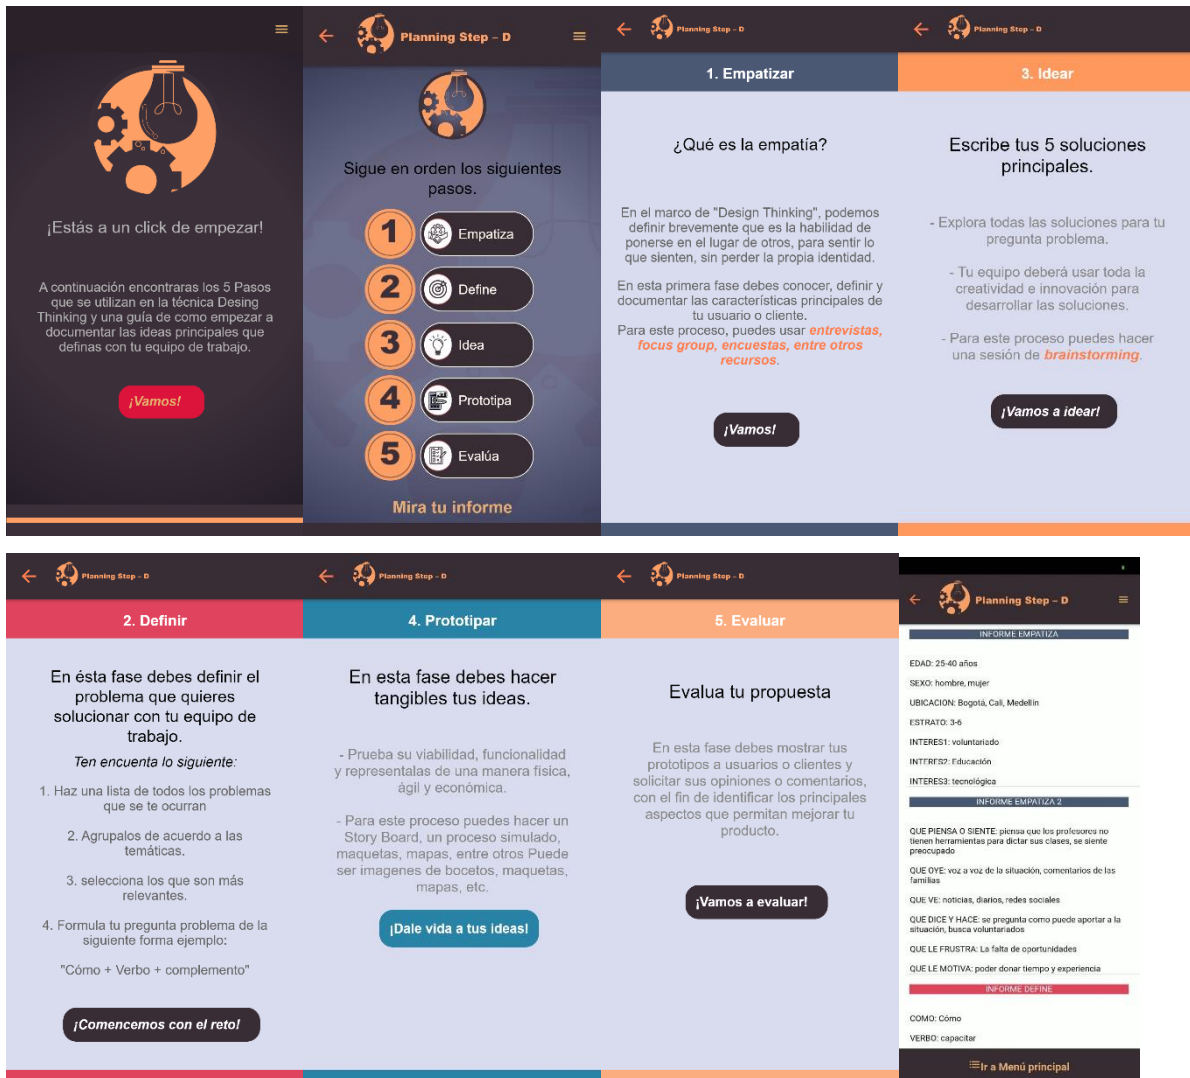 ¡Estás a un click de empezar!
A continuación encontraras los 5 Pasos
que se utilizan en la técnica Desing
Thinking y una guía de como empezar a
documentar las ideas principales que
definas con tu equipo de trabajo.
¡Vamos!
Planning Step – D
Sigue en orden los siguientes
pasos.
1 Empatiza
2 Define
3 Idea
4 Prototipa
5 Evalúa
Mira tu informe
Planning Step – D
1. Empatizar
¿Qué es la empatía?
En el marco de "Design Thinking", podemos
definir brevemente que es la habilidad de
ponerse en el lugar de otros, para sentir lo
que sienten, sin perder la propia identidad.
En esta primera fase debes conocer, definir y
documentar las características principales de
tu usuario o cliente.
Para este proceso, puedes usar entrevistas,
focus group, encuestas, entre otros
recursos.
¡Vamos!
Planning Step – D
3. Idear
Escribe tus 5 soluciones
principales.
- Explora todas las soluciones para tu
pregunta problema.
- Tu equipo deberá usar toda la
creatividad e innovación para
desarrollar las soluciones.
- Para este proceso puedes hacer
una sesión de brainstorming.
¡Vamos a idear!
Planning Step – D
2. Definir
En ésta fase debes definir el
problema que quieres
solucionar con tu equipo de
trabajo.
Ten encuenta lo siguiente:
1. Haz una lista de todos los problemas
que se te ocurran
2. Agrupalos de acuerdo a las
temáticas.
3. selecciona los que son más
relevantes.
4. Formula tu pregunta problema de la
siguiente forma ejemplo:
"Cómo + Verbo + complemento"
¡Comencemos con el reto!
Planning Step – D
4. Prototipar
En esta fase debes hacer
tangibles tus ideas.
- Prueba su viabilidad, funcionalidad
y representalas de una manera física,
ágil y económica.
- Para este proceso puedes hacer un
Story Board, un proceso simulado,
maquetas, mapas, entre otros Puede
ser imagenes de bocetos, maquetas,
mapas, etc.
¡Dale vida a tus ideas!
Planning Step – D
5. Evaluar
Evalua tu propuesta
En esta fase debes mostrar tus
prototipos a usuarios o clientes y
solicitar sus opiniones o comentarios,
con el fin de identificar los principales
aspectos que permitan mejorar tu
producto.
¡Vamos a evaluar!
Planning Step – D
INFORME EMPATIZA
EDAD: 25-40 años
SEXO: hombre, mujer
UBICACION: Bogotá, Cali, Medellin
ESTRATO: 3-6
INTERES1: voluntariado
INTERES2: Educación
INTERES3: tecnológica
INFORME EMPATIZA 2
QUE PIENSA O SIENTE: piensa que los profesores no
tienen herramientas para dictar sus clases, se siente
preocupado
QUE OYE: voz a voz de la situación, comentarios de las
familias
QUE VE: noticias, diarios, redes sociales
QUE DICE Y HACE: se pregunta como puede aportar a la
situación, busca voluntariados
QUE LE FRUSTRA: La falta de oportunidades
QUE LE MOTIVA: poder donar tiempo y experiencia
INFORME DEFINE
COMO: Cómo
VERBO: capacitar
Ir a Menú principal